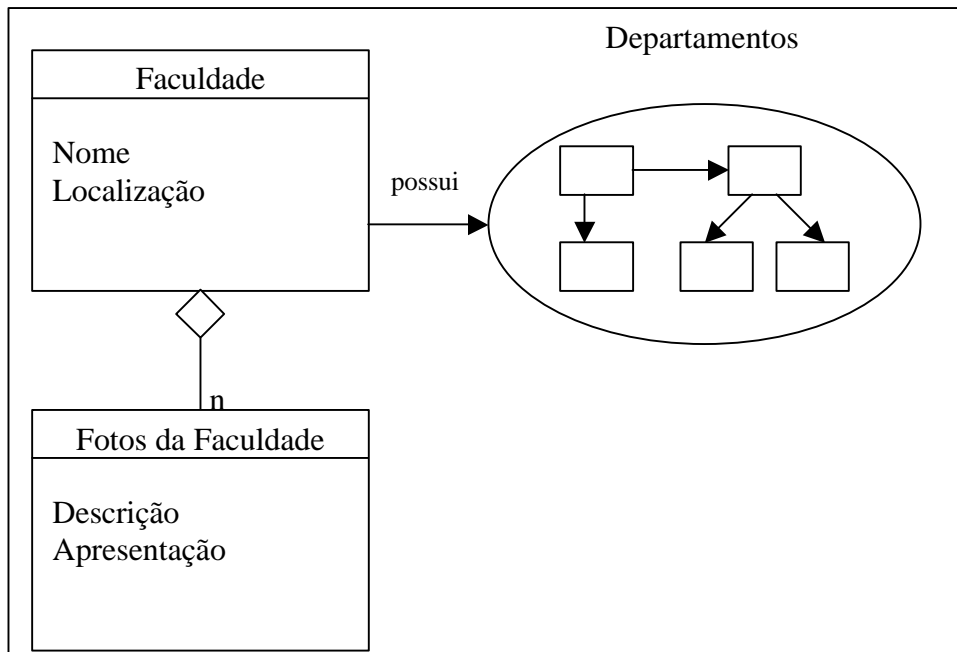 Departamentos
Faculdade
Nome
Localização
possui
n
Fotos da Faculdade
Descrição
Apresentação